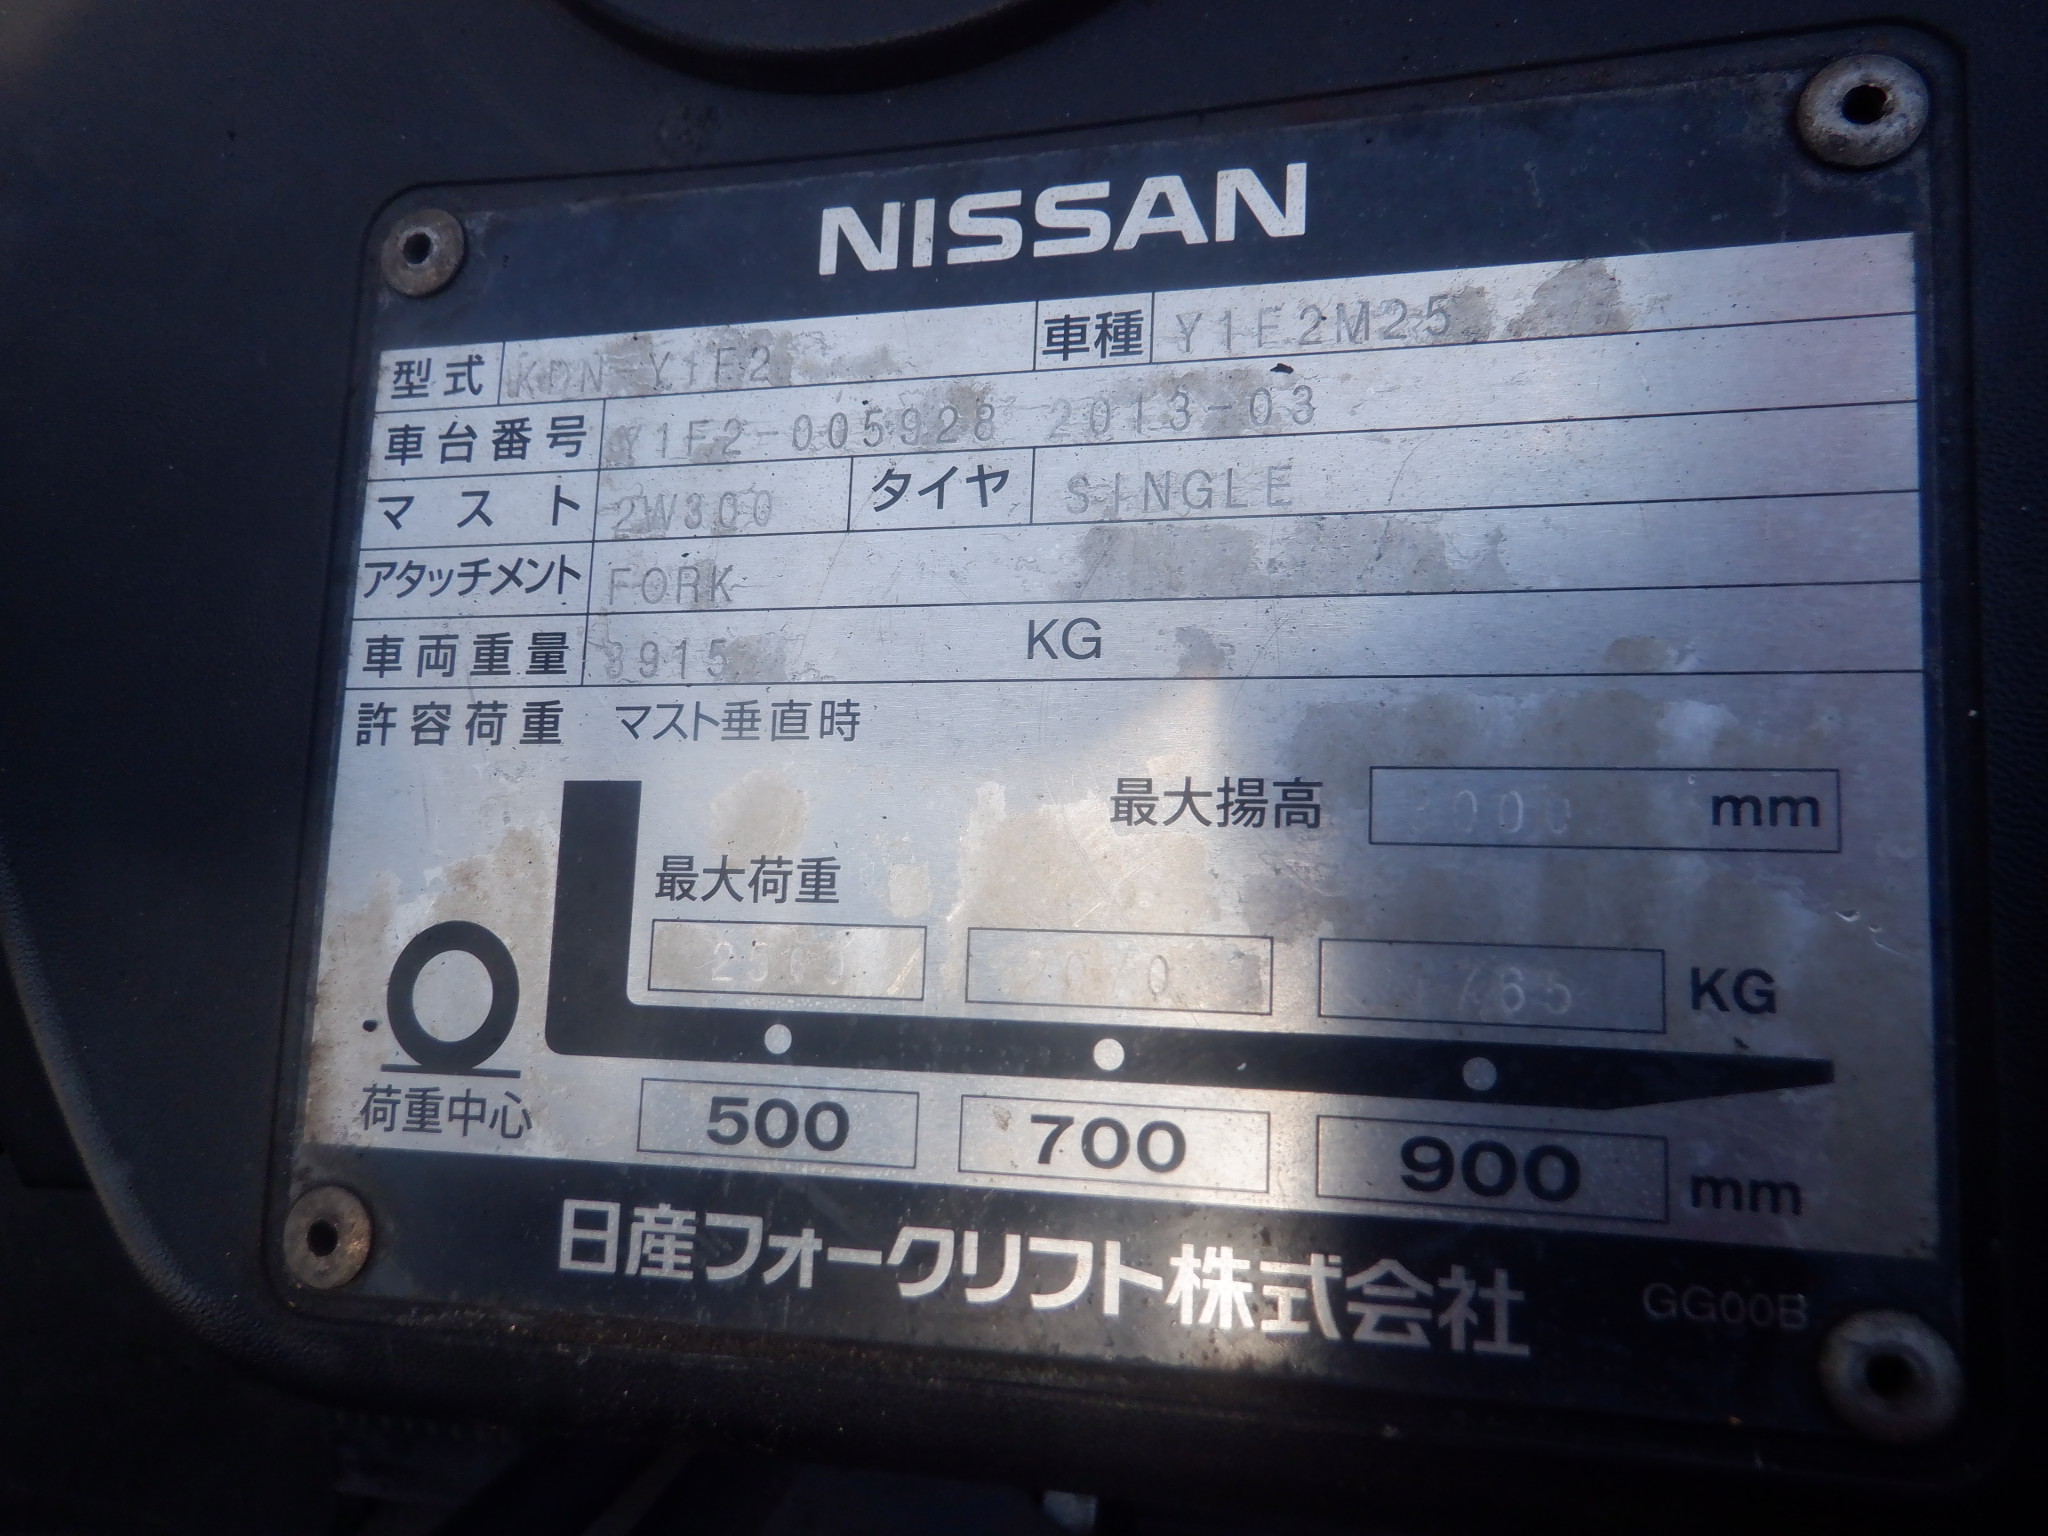 NISSAN
型式 KDN-Y1F2 車種 Y1F2M25
車台番号 Y1F2-005928 2013-03
マスト 2W300 タイヤ SINGLE
アタッチメント FORK
車両重量 3915 KG
許容荷重 マスト垂直時
最大揚高 3000 mm
最大荷重
2500 1765 KG
荷重中心 500 700 900 mm
日産フォークリフト株式会社 GG00B